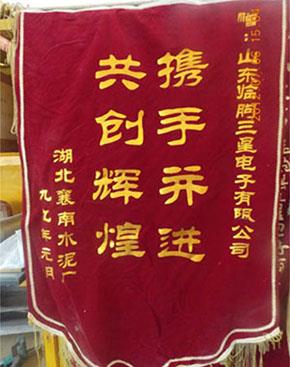 赠：山东临朐三星电子有限公司
携手并进
共创辉煌
湖北襄南水泥厂
九七年元月